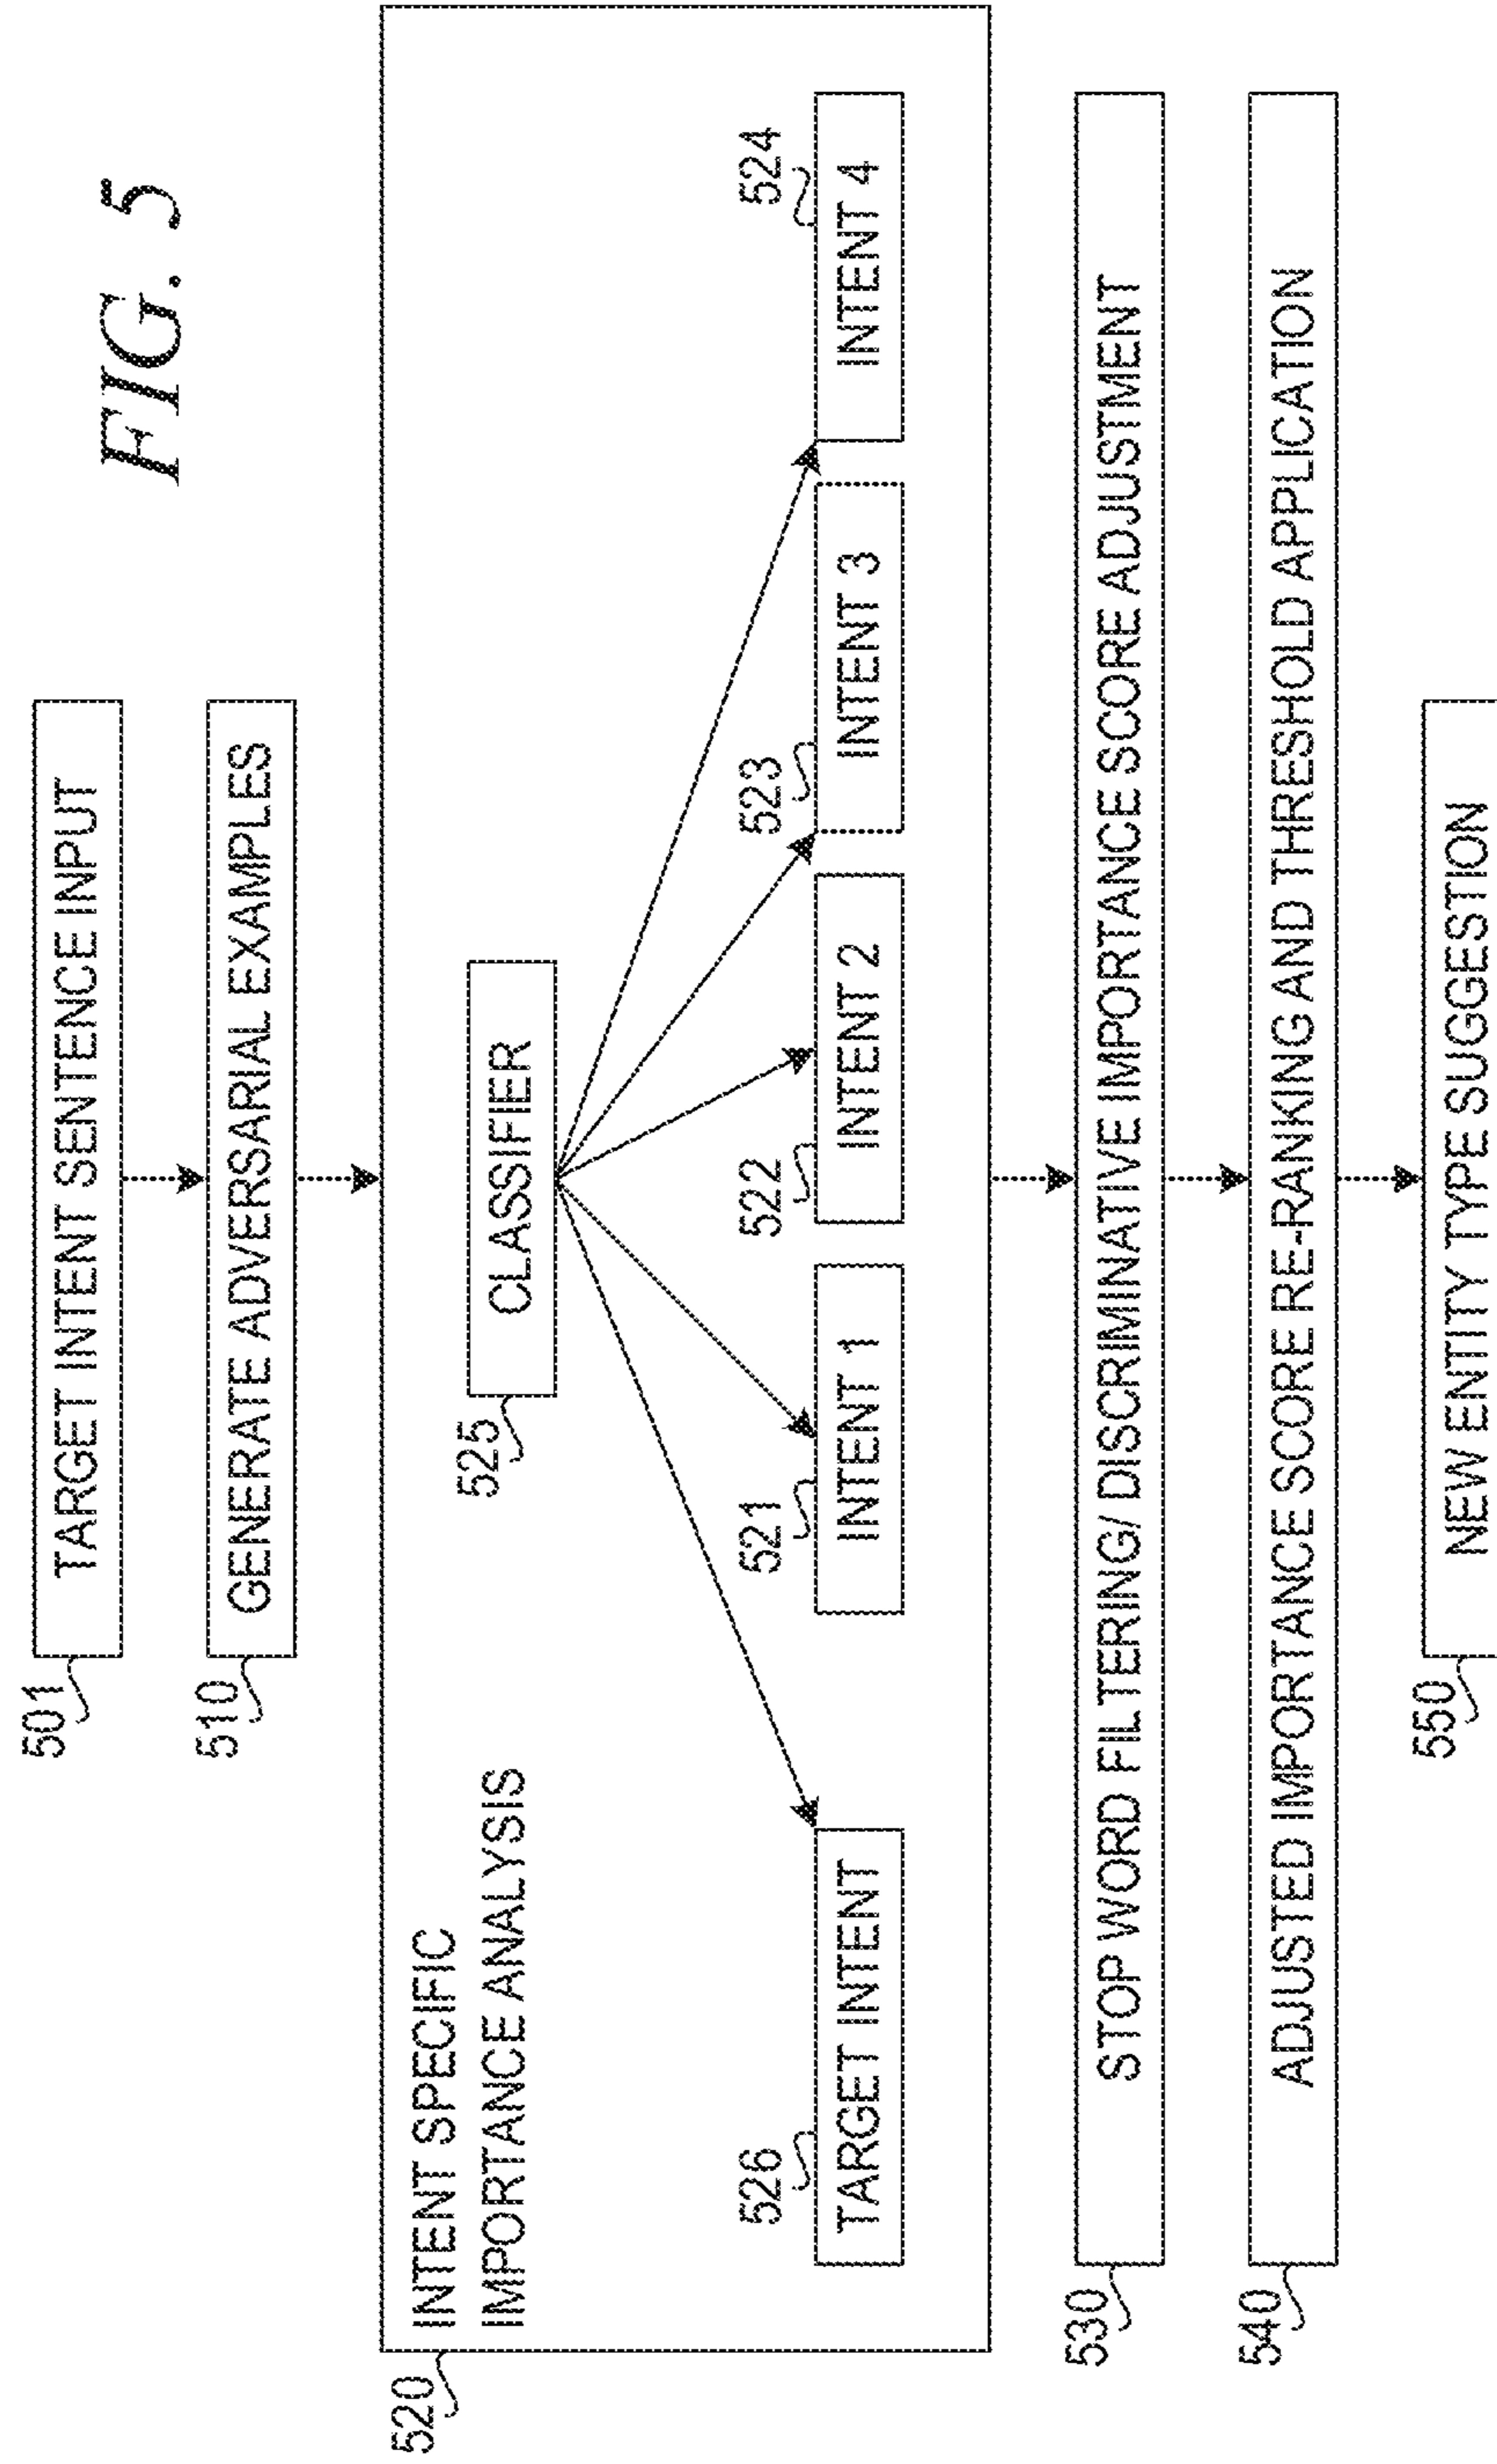 FIG. 5
501
TARGET INTENT SENTENCE INPUT
510
GENERATE ADVERSARIAL EXAMPLES
520
INTENT SPECIFIC
IMPORTANCE ANALYSIS
525
CLASSIFIER
526
TARGET INTENT
521
INTENT 1
522
INTENT 2
523
INTENT 3
524
INTENT 4
530
STOP WORD FILTERING/ DISCRIMINATIVE IMPORTANCE SCORE ADJUSTMENT
540
ADJUSTED IMPORTANCE SCORE RE-RANKING AND THRESHOLD APPLICATION
550
NEW ENTITY TYPE SUGGESTION